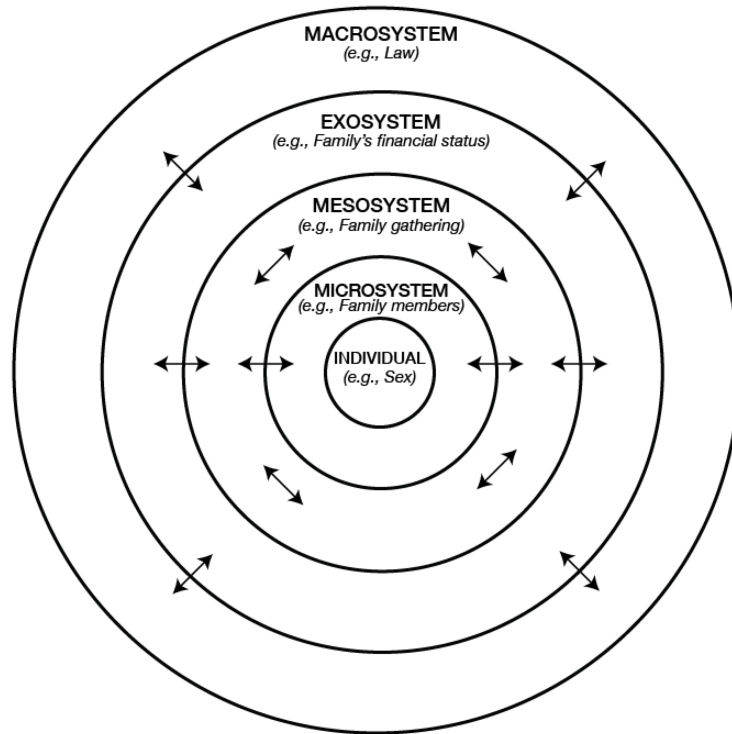 MACROSYSTEM
(e.g., Law)
EXOSYSTEM
(e.g., Family's financial status)
MESOSYSTEM
(e.g., Family gathering)
MICROSYSTEM
(e.g., Family members)
INDIVIDUAL
(e.g., Sex)